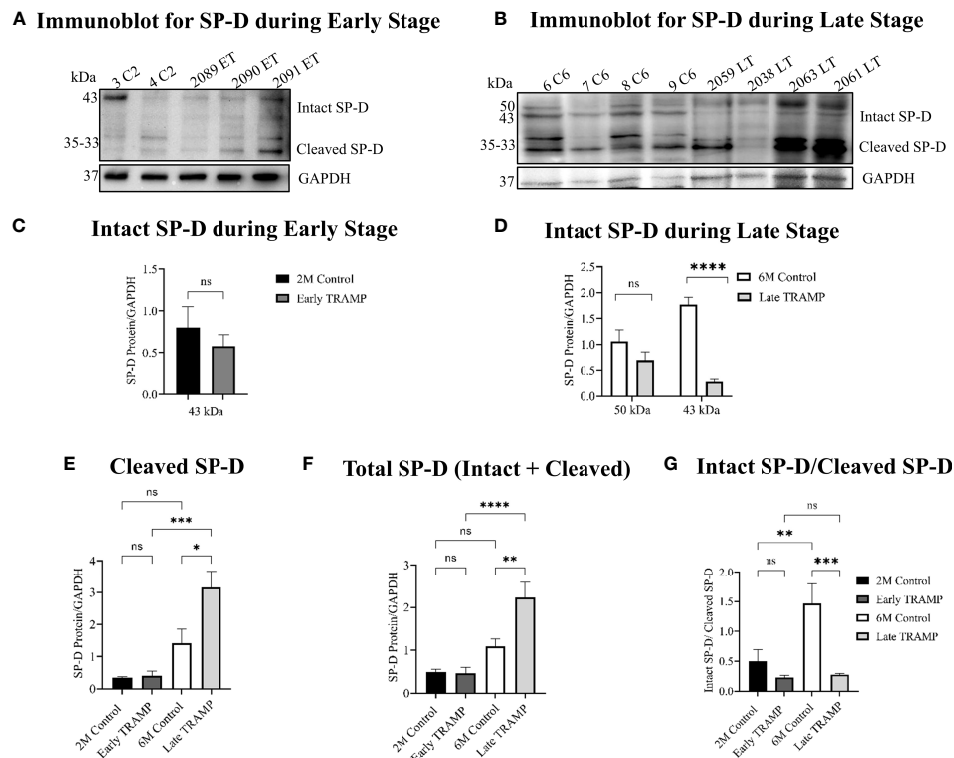 A Immunoblot for SP-D during Early Stage
kDa 3 C2 4 C2 2089 ET 2090 ET 2091 ET
43 Intact SP-D
35-33 Cleaved SP-D
37 GAPDH
B Immunoblot for SP-D during Late Stage
kDa 6 C6 7 C6 8 C6 9 C6 2059 LT 2038 LT 2063 LT 2061 LT
50
43 Intact SP-D
35-33 Cleaved SP-D
37 GAPDH
C Intact SP-D during Early Stage
SP-D Protein/GAPDH
1.5
1.0
0.5
0.0
ns
43 kDa
2M Control
Early TRAMP
D Intact SP-D during Late Stage
SP-D Protein/GAPDH
2.5
2.0
1.5
1.0
0.5
0.0
ns ****
50 kDa 43 kDa
6M Control
Late TRAMP
E Cleaved SP-D
ns
***
ns *
SP-D Protein/GAPDH
4
3
2
1
0
2M Control Early TRAMP 6M Control Late TRAMP
F Total SP-D (Intact + Cleaved)
****
ns
ns **
SP-D Protein/GAPDH
3
2
1
0
2M Control Early TRAMP 6M Control Late TRAMP
G Intact SP-D/Cleaved SP-D
ns
**
ns ***
Intact SP-D/ Cleaved SP-D
2.0
1.5
1.0
0.5
0.0
2M Control Early TRAMP 6M Control Late TRAMP
2M Control
Early TRAMP
6M Control
Late TRAMP